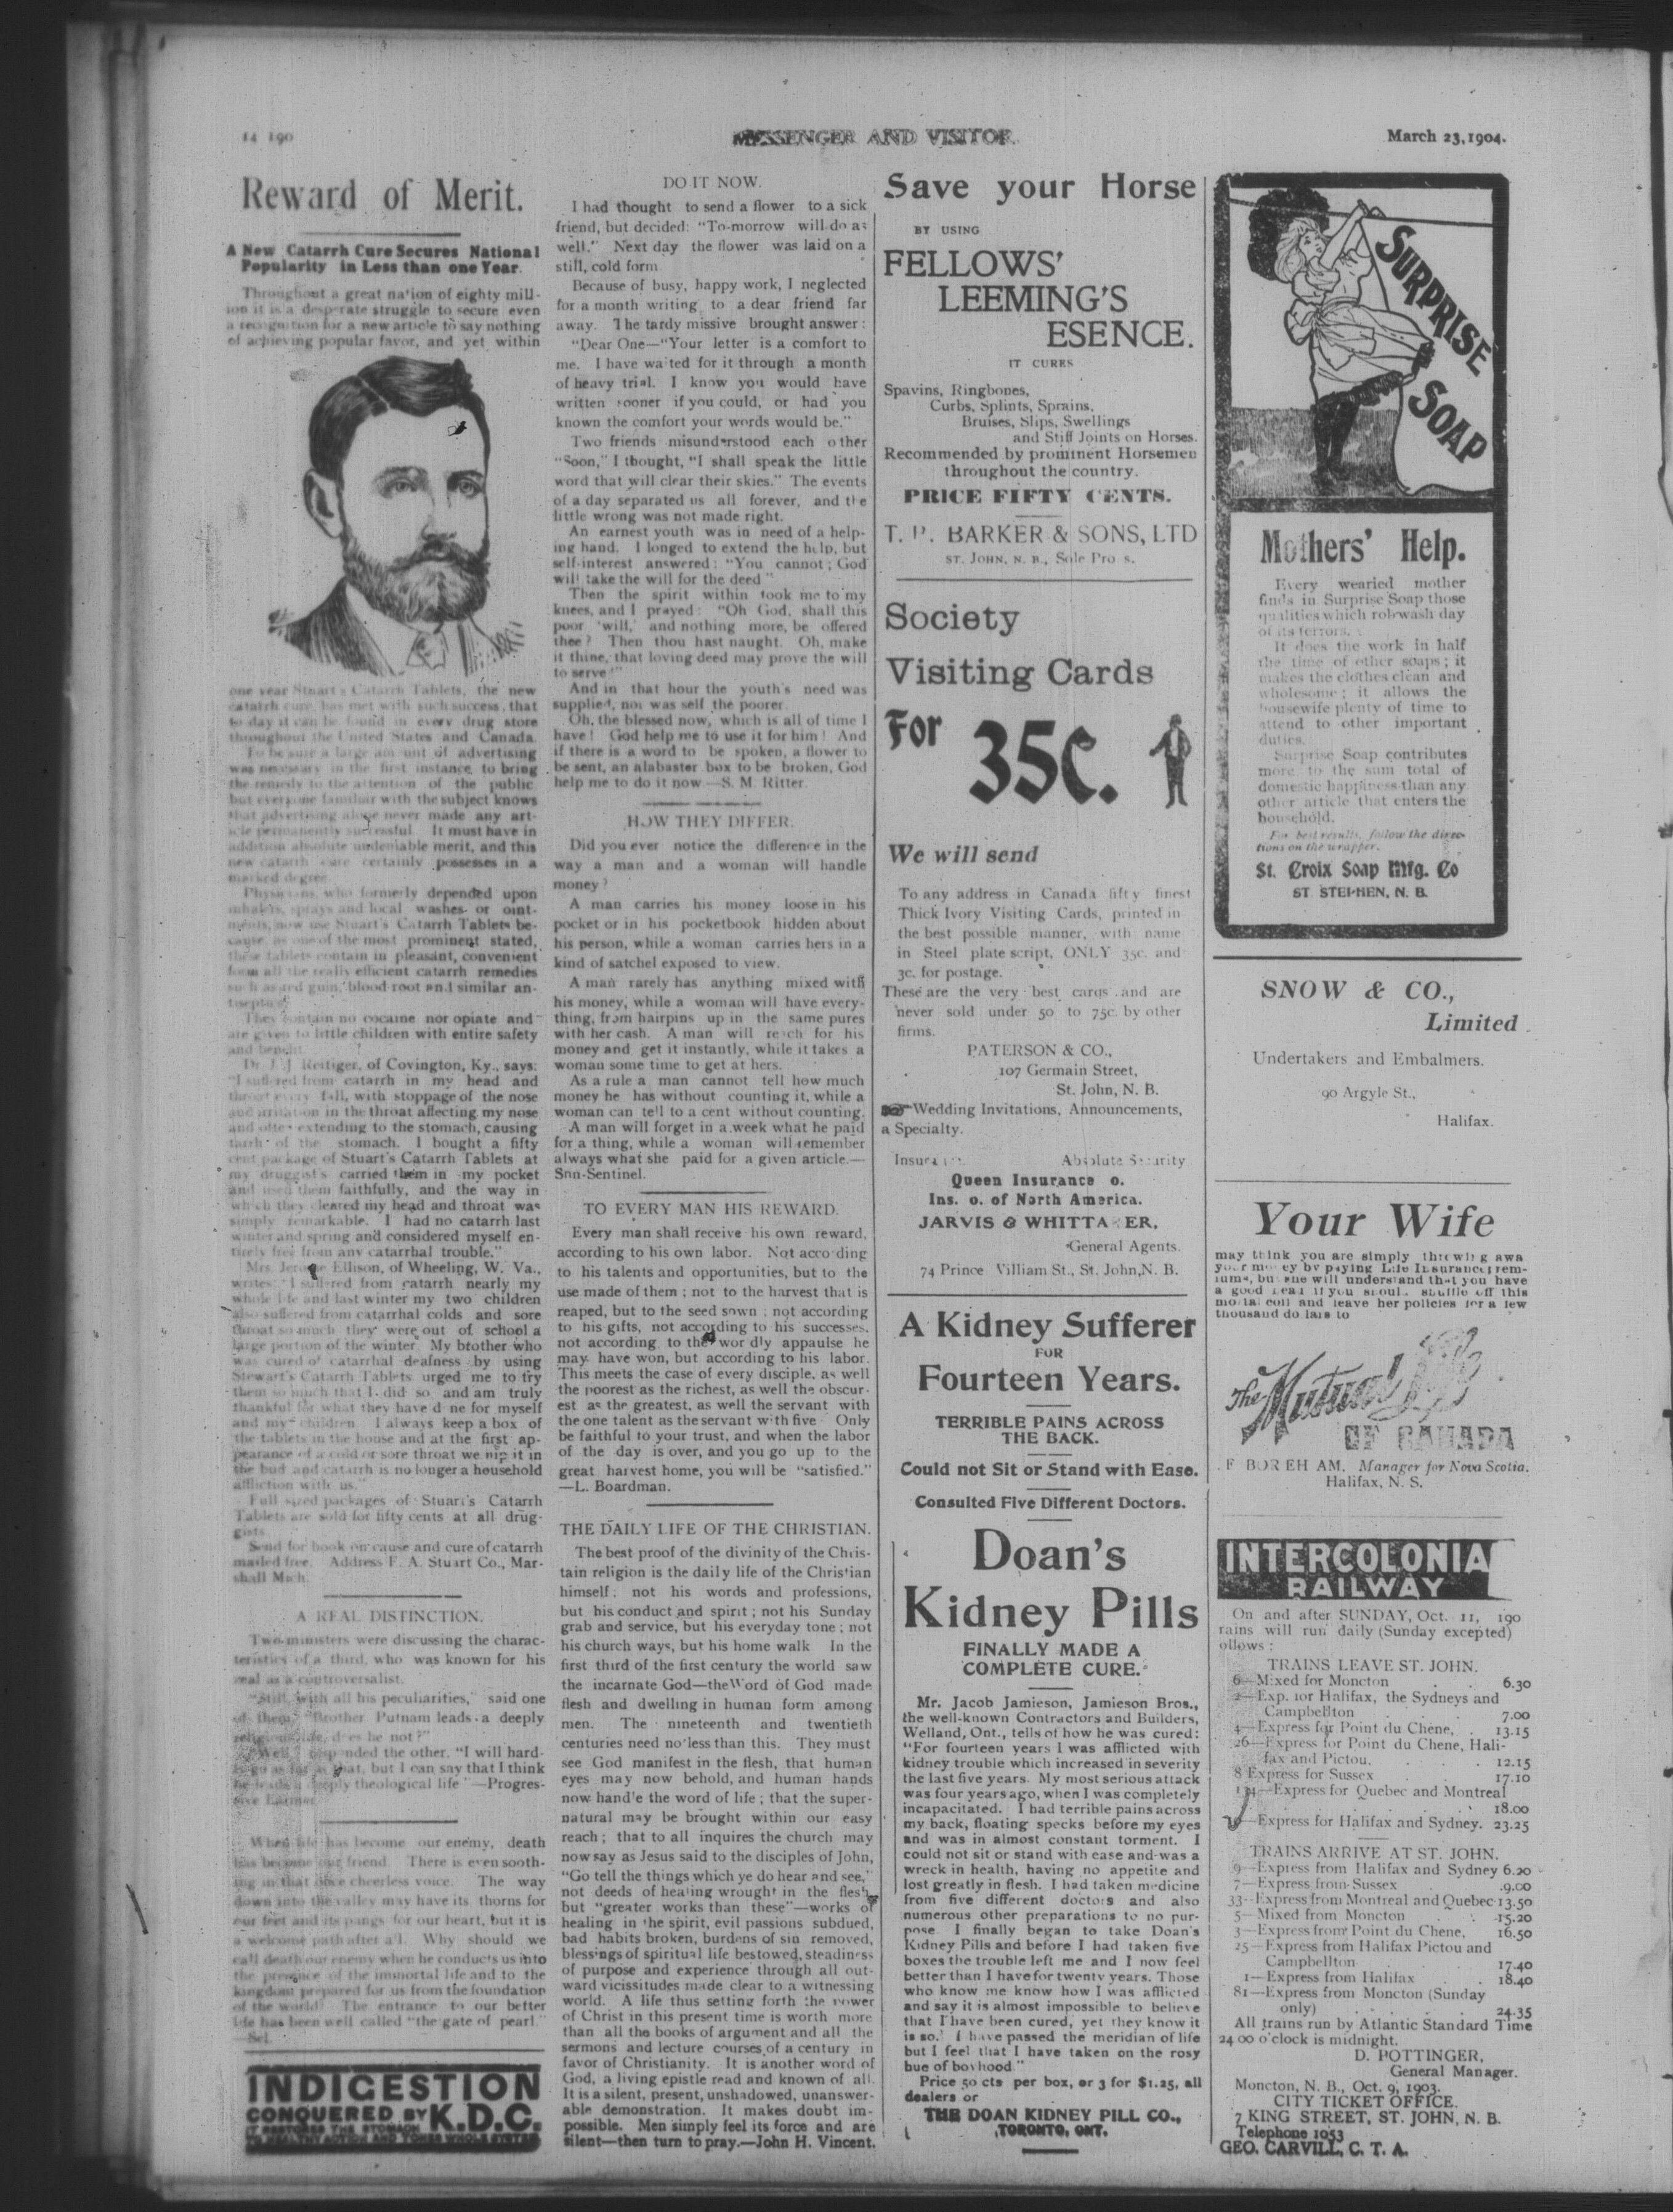 14 190
MESSENGER AND VISITOR.
March 23, 1904.
Reward of Merit.
A New Catarrh Cure Secures National
Popularity in Less than one Year.
Throughout a great nation of eighty mill-
ion it is a desperate struggle to secure even
a recognition for a new article to say nothing
of achieving popular favor, and yet within
one year Stuart's Catarrh Tablets, the new
catarrh cure, has met with such success, that
to-day it can be found in every drug store
throughout the United States and Canada.
To be sure a large amount of advertising
was necessary in the first instance to bring
the remedy to the attention of the public,
but everyone familiar with the subject knows
that advertising alone never made any art-
icle permanently successful. It must have in
addition absolute undeniable merit, and this
new catarrh cure certainly possesses in a
marked degree.
Physicians, who formerly depended upon
inhalers, sprays and local washes or oint-
ments, now use Stuart's Catarrh Tablets be-
cause, as one of the most prominent stated,
these tablets contain in pleasant, convenient
form all the really efficient catarrh remedies
such as red gum, blood root and similar an-
tiseptics.
They contain no cocaine nor opiate and
are given to little children with entire safety
and benefit.
Dr. J. J. Reitiger, of Covington, Ky., says:
"I suffered from catarrh in my head and
throat every fall, with stoppage of the nose
and irritation in the throat affecting my nose
and often extending to the stomach, causing
tarrh of the stomach. I bought a fifty
cent package of Stuart's Catarrh Tablets at
my druggist's carried them in my pocket
and used them faithfully, and the way in
which they cleared my head and throat was
simply remarkable. I had no catarrh last
winter and spring and considered myself en-
tirely free from any catarrhal trouble."
Mrs. Jerome Ellison, of Wheeling, W. Va.,
writes: "I suffered from catarrh nearly my
whole life and last winter my two children
also suffered from catarrhal colds and sore
throat so much they were out of school a
large portion of the winter. My brother who
was cured of catarrhal deafness by using
Stewart's Catarrh Tablets urged me to try
them so much that I did so and am truly
thankful for what they have d ne for myself
and my children. I always keep a box of
the tablets in the house and at the first ap-
pearance of a cold or sore throat we nip it in
the bud and catarrh is no longer a household
affliction with us."
Full sized packages of Stuart's Catarrh
Tablets are sold for fifty cents at all drug-
gists.
Send for book on cause and cure of catarrh
mailed free. Address F. A. Stuart Co., Mar-
shall Mich.
A REAL DISTINCTION.
Two ministers were discussing the charac-
teristics of a third, who was known for his
zeal as a controversalist.
"Still, with all his peculiarities," said one
of them, "Brother Putnam leads a deeply
religious life, does he not?"
"Well," responded the other, "I will hard-
ly go as far as that, but I can say that I think
he leads a deeply theological life"—Progres-
sive Farmer.
When life has become our enemy, death
has become our friend. There is even sooth-
ing in that once cheerless voice. The way
down into the valley may have its thorns for
our feet and its pangs for our heart, but it is
a welcome path after a'l. Why should we
call death our enemy when he conducts us into
the presence of the immortal life and to the
kingdom prepared for us from the foundation
of the world? The entrance to our better
life has been well called "the gate of pearl."
—Sel.
INDIGESTION
CONQUERED BY K.D.C.
IT RESTORES THE STOMACH
TO HEALTHY ACTION AND TONES WHOLE SYSTEM.
DO IT NOW.
I had thought to send a flower to a sick
friend, but decided: "To-morrow will do as
well." Next day the flower was laid on a
still, cold form
Because of busy, happy work, I neglected
for a month writing to a dear friend far
away. The tardy missive brought answer:
"Dear One—"Your letter is a comfort to
me. I have waited for it through a month
of heavy trial. I know you would have
written sooner if you could, or had you
known the comfort your words would be."
Two friends misunderstood each other
"Soon," I thought, "I shall speak the little
word that will clear their skies." The events
of a day separated us all forever, and the
little wrong was not made right.
An earnest youth was in need of a help-
ing hand. I longed to extend the help, but
self-interest answered: "You cannot; God
will take the will for the deed"
Then the spirit within took me to my
knees, and I prayed: "Oh God, shall this
poor 'will,' and nothing more, be offered
thee? Then thou hast naught. Oh, make
it thine, that loving deed may prove the will
to serve!"
And in that hour the youth's need was
supplied, nor was self the poorer.
Oh, the blessed now, which is all of time I
have! God help me to use it for him! And
if there is a word to be spoken, a flower to
be sent, an alabaster box to be broken, God
help me to do it now.—S. M. Ritter.
HOW THEY DIFFER.
Did you ever notice the difference in the
way a man and a woman will handle
money?
A man carries his money loose in his
pocket or in his pocketbook hidden about
his person, while a woman carries hers in a
kind of satchel exposed to view.
A man rarely has anything mixed with
his money, while a woman will have every-
thing, from hairpins up in the same pures
with her cash. A man will reach for his
money and get it instantly, while it takes a
woman some time to get at hers.
As a rule a man cannot tell how much
money he has without counting it, while a
woman can tell to a cent without counting.
A man will forget in a week what he paid
for a thing, while a woman will remember
always what she paid for a given article.—
Snn-Sentinel.
TO EVERY MAN HIS REWARD.
Every man shall receive his own reward,
according to his own labor. Not according
to his talents and opportunities, but to the
use made of them; not to the harvest that is
reaped, but to the seed sown; not according
to his gifts, not according to his successes,
not according to the wor dly appaulse he
may have won, but according to his labor.
This meets the case of every disciple, as well
the poorest as the richest, as well the obscur-
est as the greatest, as well the servant with
the one talent as the servant with five Only
be faithful to your trust, and when the labor
of the day is over, and you go up to the
great harvest home, you will be "satisfied."
—L. Boardman.
THE DAILY LIFE OF THE CHRISTIAN.
The best proof of the divinity of the Chris-
tain religion is the daily life of the Christian
himself; not his words and professions,
but his conduct and spirit; not his Sunday
grab and service, but his everyday tone; not
his church ways, but his home walk In the
first third of the first century the world saw
the incarnate God—the Word of God made
flesh and dwelling in human form among
men. The nineteenth and twentieth
centuries need no less than this. They must
see God manifest in the flesh, that human
eyes may now behold, and human hands
now hand'e the word of life; that the super-
natural may be brought within our easy
reach; that to all inquires the church may
now say as Jesus said to the disciples of John,
"Go tell the things which ye do hear and see,"
not deeds of healing wrought in the flesh,
but "greater works than these"—works of
healing in the spirit, evil passions subdued,
bad habits broken, burdens of sin removed,
blessings of spiritual life bestowed, steadiness
of purpose and experience through all out-
ward vicissitudes made clear to a witnessing
world. A life thus setting forth the power
of Christ in this present time is worth more
than all the books of argument and all the
sermons and lecture courses of a century in
favor of Christianity. It is another word of
God, a living epistle read and known of all.
It is a silent, present, unshadowed, unanswer-
able demonstration. It makes doubt im-
possible. Men simply feel its force and are
silent—then turn to pray.—John H. Vincent.
Save your Horse
BY USING
FELLOWS'
LEEMING'S
ESENCE.
IT CURES
Spavins, Ringbones,
Curbs, Splints, Sprains,
Bruises, Slips, Swellings
and Stiff Joints on Horses.
Recommended by prominent Horsemen
throughout the country.
PRICE FIFTY CENTS.
T. P. BARKER & SONS, LTD
ST. JOHN, N. B., Sole Pro s.
Society
Visiting Cards
For 35c.
We will send
To any address in Canada fifty finest
Thick Ivory Visiting Cards, printed in
the best possible manner, with name
in Steel plate script, ONLY 35c. and
3c. for postage.
These are the very best cards and are
never sold under 50 to 75c. by other
firms.
PATERSON & CO.,
107 Germain Street,
St. John, N. B.
Wedding Invitations, Announcements,
a Specialty.
Insurance. Absolute Security
Queen Insurance o.
Ins. o. of North America.
JARVIS & WHITTA ER,
General Agents.
74 Prince William St., St. John, N. B.
A Kidney Sufferer
FOR
Fourteen Years.
TERRIBLE PAINS ACROSS
THE BACK.
Could not Sit or Stand with Ease.
Consulted Five Different Doctors.
Doan's
Kidney Pills
FINALLY MADE A
COMPLETE CURE.
Mr. Jacob Jamieson, Jamieson Bros.,
the well-known Contractors and Builders,
Welland, Ont., tells of how he was cured:
"For fourteen years I was afflicted with
kidney trouble which increased in severity
the last five years. My most serious attack
was four years ago, when I was completely
incapacitated. I had terrible pains across
my back, floating specks before my eyes
and was in almost constant torment. I
could not sit or stand with ease and was a
wreck in health, having no appetite and
lost greatly in flesh. I had taken medicine
from five different doctors and also
numerous other preparations to no pur-
pose. I finally began to take Doan's
Kidney Pills and before I had taken five
boxes the trouble left me and I now feel
better than I have for twenty years. Those
who know me know how I was afflicted
and say it is almost impossible to believe
that I have been cured, yet they know it
is so. I have passed the meridian of life
but I feel that I have taken on the rosy
hue of boyhood."
Price 50 cts per box, or 3 for $1.25, all
dealers or
THE DOAN KIDNEY PILL CO.,
TORONTO, ONT.
SURPRISE
SOAP
Mothers' Help.
Every wearied mother
finds in Surprise Soap those
qualities which rob wash day
of its terrors.
It does the work in half
the time of other soaps; it
makes the clothes clean and
wholesome; it allows the
housewife plenty of time to
attend to other important
duties.
Surprise Soap contributes
more to the sum total of
domestic happiness than any
other article that enters the
household.
For best results, follow the direc-
tions on the wrapper.
St. Croix Soap Mfg. Co
ST. STEPHEN, N. B.
SNOW & CO.,
Limited
Undertakers and Embalmers.
90 Argyle St.,
Halifax.
Your Wife
may think you are simply throwing awa
your money by paying Life Insurance prem-
iums, but she will understand that you have
a good deal if you should shuffle off this
mortal coil and leave her policies for a few
thousand dollars to
The Mutual Life
OF CANADA
F BOR EH AM, Manager for Nova Scotia.
Halifax, N. S.
INTERCOLONIA
RAILWAY
On and after SUNDAY, Oct. 11, 190
rains will run daily (Sunday excepted)
ollows:
TRAINS LEAVE ST. JOHN.
6—Mixed for Moncton 6.30
2—Exp. for Halifax, the Sydneys and
Campbellton 7.00
4—Express for Point du Chene, 13.15
26—Express for Point du Chene, Hali-
fax and Pictou. 12.15
8 Express for Sussex 17.10
134—Express for Quebec and Montreal
18.00
Express for Halifax and Sydney. 23.25
TRAINS ARRIVE AT ST. JOHN.
9—Express from Halifax and Sydney 6.20
7—Express from Sussex 9.00
33—Express from Montreal and Quebec 13.50
5—Mixed from Moncton 15.20
3—Express from Point du Chene, 16.50
25—Express from Halifax Pictou and
Campbellton 17.40
1—Express from Halifax 18.40
81—Express from Moncton (Sunday
only) 24.35
All trains run by Atlantic Standard Time
24 00 o'clock is midnight.
D. POTTINGER,
General Manager.
Moncton, N. B., Oct. 9, 1903.
CITY TICKET OFFICE.
7 KING STREET, ST. JOHN, N. B.
Telephone 1053
GEO. CARVILL, C. T. A.